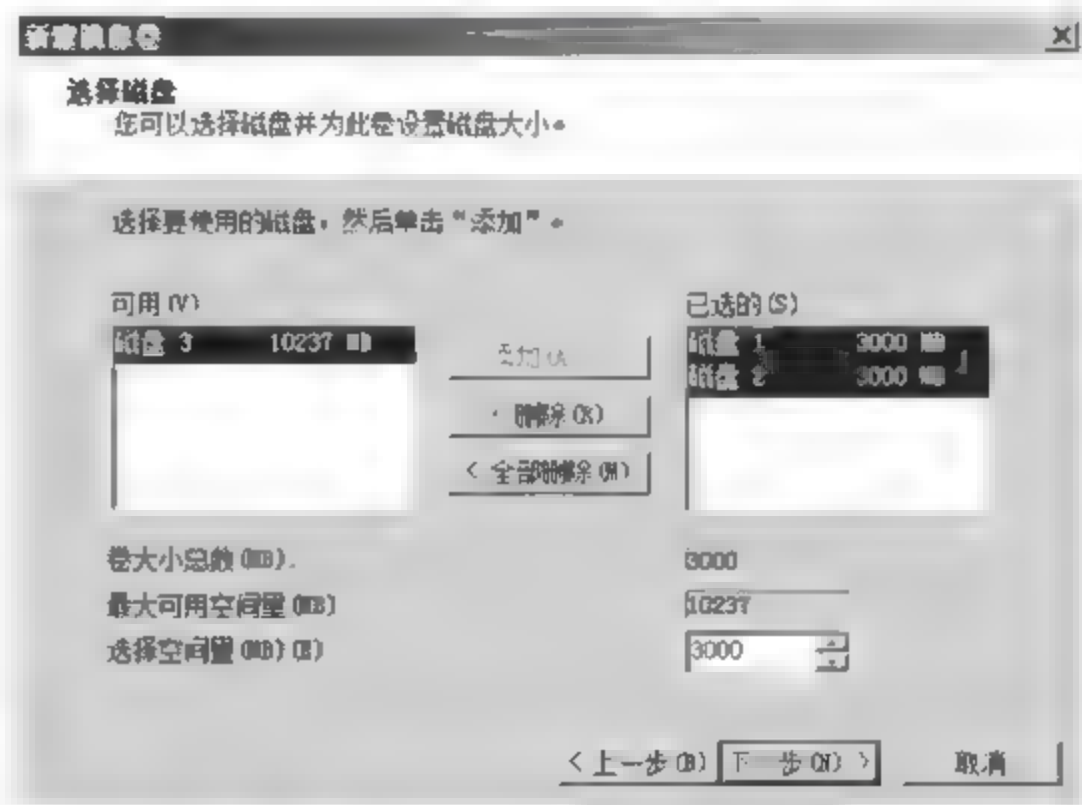 新建镜像卷
选择磁盘
您可以选择磁盘并为此卷设置磁盘大小。
选择要使用的磁盘，然后单击“添加”。
可用(V)
已选的(S)
磁盘 3 10237 MB
添加(A)
磁盘 1 3000 MB
磁盘 2 3000 MB
< 删除(R)
< 全部删除(M)
卷大小总数(MB):
3000
最大可用空间量(MB)
10237
选择空间量(MB)(E)
3000
< 上一步(B)
下一步(N) >
取消